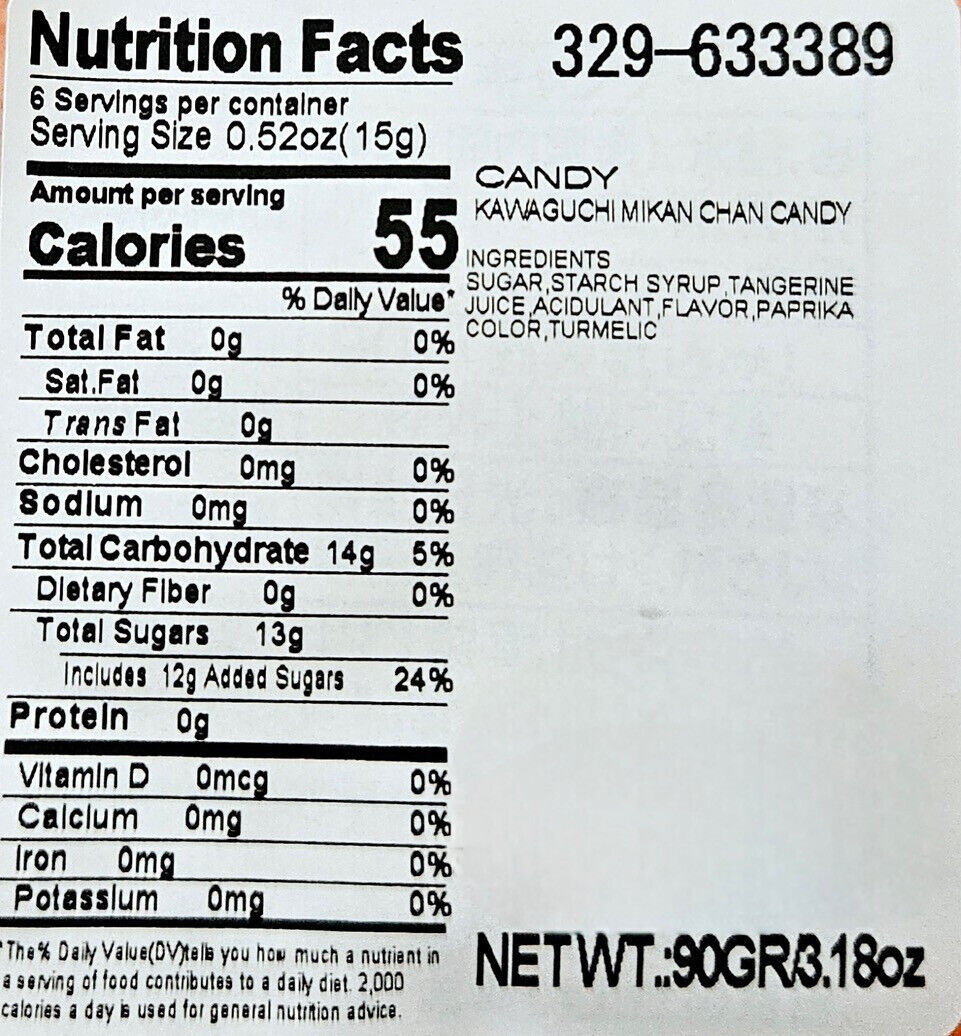 Nutrition Facts
6 Servings per container
Serving Size 0.52oz(15g)
Amount per serving
Calories 55
% Daily Value*
Total Fat 0g 0%
Sat.Fat 0g 0%
Trans Fat 0g
Cholesterol 0mg 0%
Sodium 0mg 0%
Total Carbohydrate 14g 5%
Dietary Fiber 0g 0%
Total Sugars 13g
Includes 12g Added Sugars 24%
Protein 0g
Vitamin D 0mcg 0%
Calcium 0mg 0%
Iron 0mg 0%
Potassium 0mg 0%
*The % Daily Value(DV)tells you how much a nutrient in
a serving of food contributes to a daily diet. 2,000
calories a day is used for general nutrition advice.
329-633389
CANDY
KAWAGUCHI MIKAN CHAN CANDY
INGREDIENTS
SUGAR,STARCH SYRUP,TANGERINE
JUICE,ACIDULANT,FLAVOR,PAPRIKA
COLOR,TURMELIC
NET WT.:90GR/3.18oz